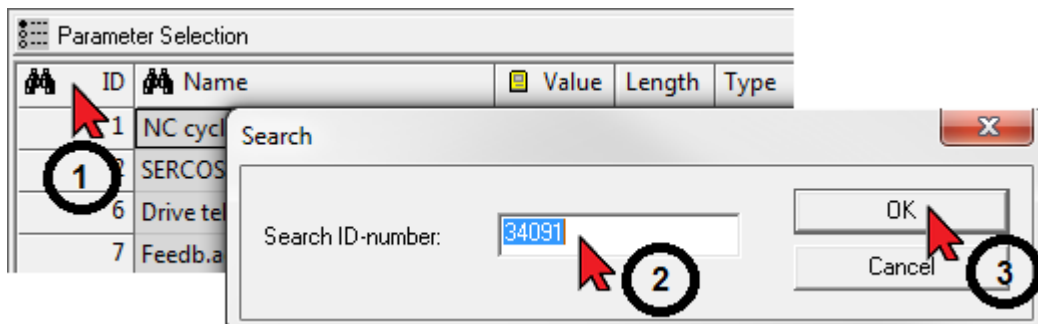 Parameter Selection
ID Name Value Length Type
1 NC cycl
2 SERCOS
6 Drive tel
7 Feedb.a
Search
Search ID-number: 34091
OK
Cancel
1
2
3